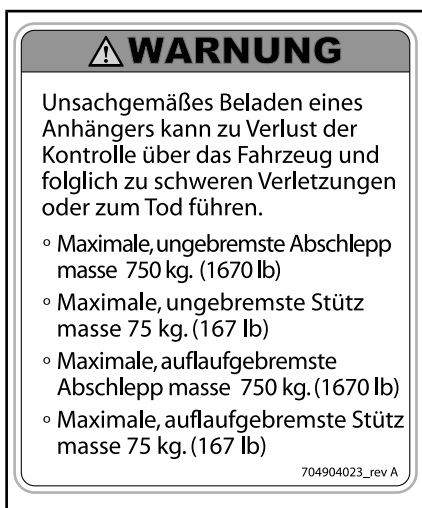 ⚠WARNUNG
Unsachgemäßes Beladen eines
Anhängers kann zu Verlust der
Kontrolle über das Fahrzeug und
folglich zu schweren Verletzungen
oder zum Tod führen.
◦ Maximale, ungebremste Abschlepp
masse 750 kg. (1670 lb)
◦ Maximale, ungebremste Stütz
masse 75 kg. (167 lb)
◦ Maximale, auflaufgebremste
Abschlepp masse 750 kg. (1670 lb)
◦ Maximale, auflaufgebremste Stütz
masse 75 kg. (167 lb)
704904023_rev A